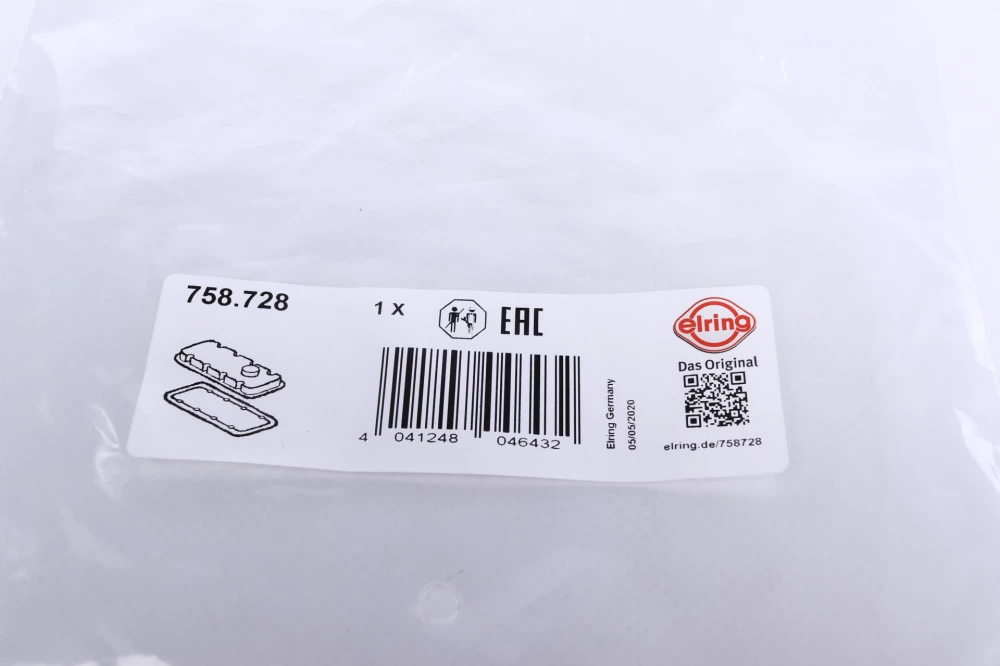 758.728
1 X
EAC
4 041248 046432
Elring Germany
05/05/2020
elring
Das Original
elring.de/758728